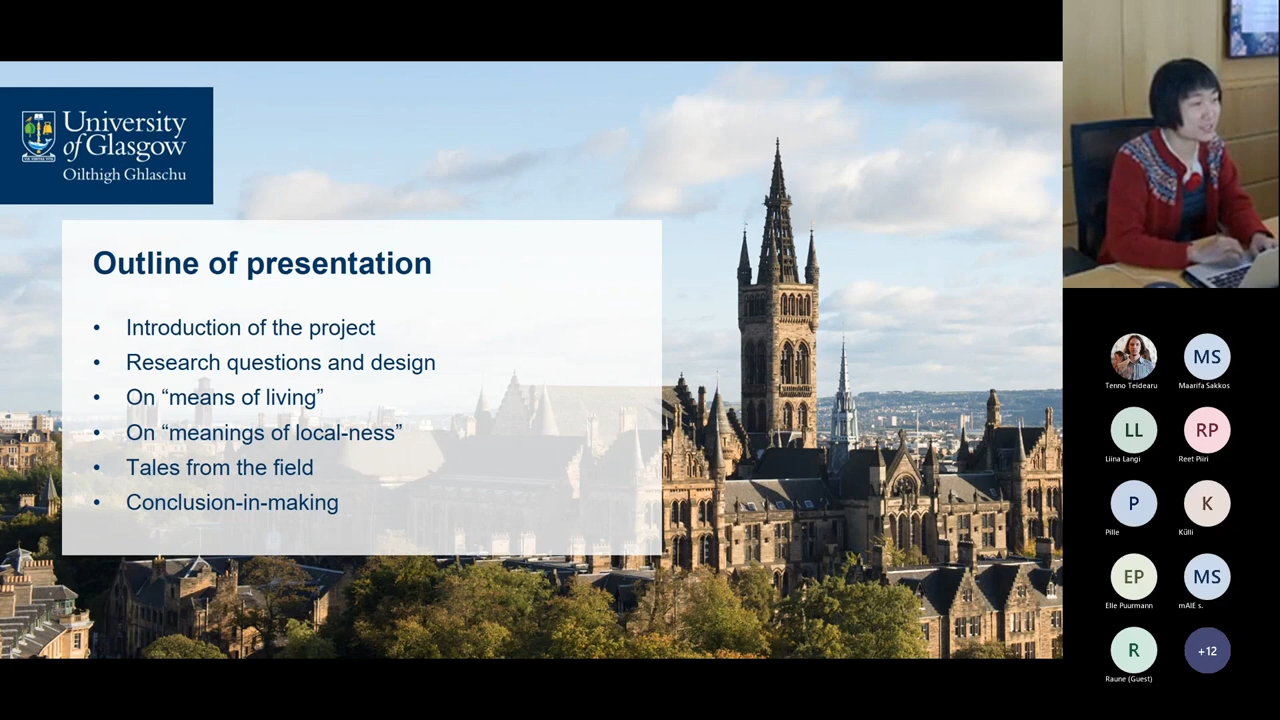 University
of Glasgow
Oilthigh Ghlaschu
Outline of presentation
• Introduction of the project
• Research questions and design
• On “means of living”
• On “meanings of local-ness”
• Tales from the field
• Conclusion-in-making
Tenno Teidearu
MS
Maarifa Sakkos
LL
Liina Langi
RP
Reet Piiri
P
Pille
K
Külli
EP
Elle Puurmann
MS
mAIE s.
R
Raune (Guest)
+12